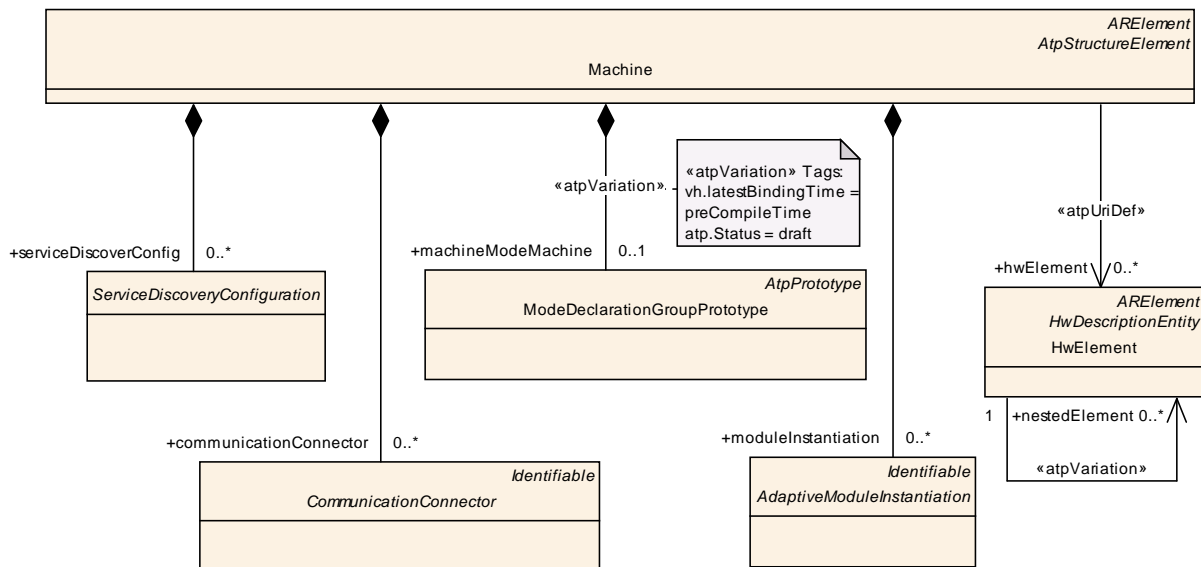 ARElement
AtpStructureElement
Machine
«atpVariation» Tags:
vh.latestBindingTime =
preCompileTime
atp.Status = draft
«atpVariation»
«atpUriDef»
+serviceDiscoverConfig 0..*
+machineModeMachine 0..1
+hwElement 0..*
ServiceDiscoveryConfiguration
AtpPrototype
ModeDeclarationGroupPrototype
ARElement
HwDescriptionEntity
HwElement
1 +nestedElement 0..*
«atpVariation»
+communicationConnector 0..*
+moduleInstantiation 0..*
Identifiable
CommunicationConnector
Identifiable
AdaptiveModuleInstantiation